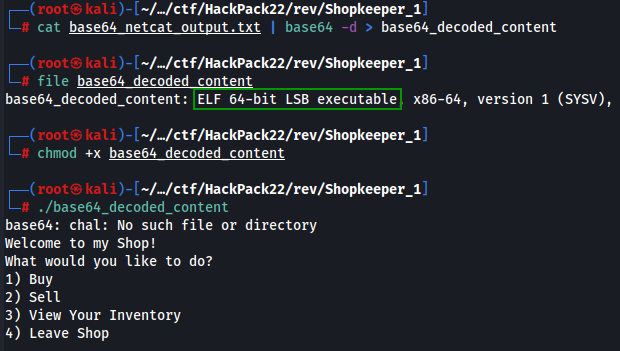 ┌──(root㉿kali)-[~/…/ctf/HackPack22/rev/Shopkeeper_1]
└─# cat base64_netcat_output.txt | base64 -d > base64_decoded_content
┌──(root㉿kali)-[~/…/ctf/HackPack22/rev/Shopkeeper_1]
└─# file base64_decoded_content
base64_decoded_content: ELF 64-bit LSB executable, x86-64, version 1 (SYSV),
┌──(root㉿kali)-[~/…/ctf/HackPack22/rev/Shopkeeper_1]
└─# chmod +x base64_decoded_content
┌──(root㉿kali)-[~/…/ctf/HackPack22/rev/Shopkeeper_1]
└─# ./base64_decoded_content
base64: chal: No such file or directory
Welcome to my Shop!
What would you like to do?
1) Buy
2) Sell
3) View Your Inventory
4) Leave Shop